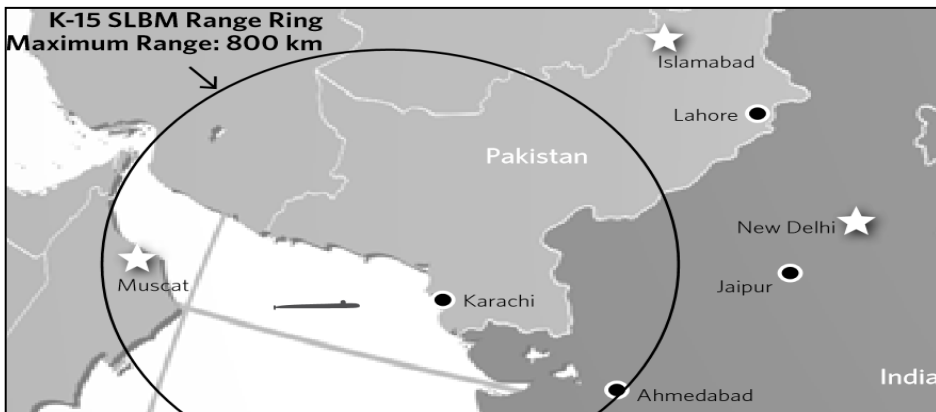 K-15 SLBM Range Ring
Maximum Range: 800 km
Islamabad
Lahore
Pakistan
New Delhi
Jaipur
Muscat
Karachi
India
Ahmedabad